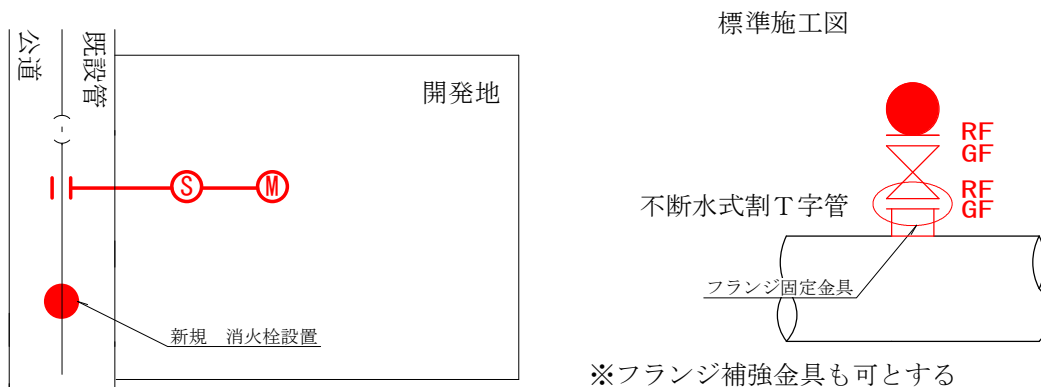 標準施工図
公道
既設管
開発地
(-)
S
M
新規 消火栓設置
RF
GF
RF
GF
不断水式割T字管
フランジ固定金具
※フランジ補強金具も可とする